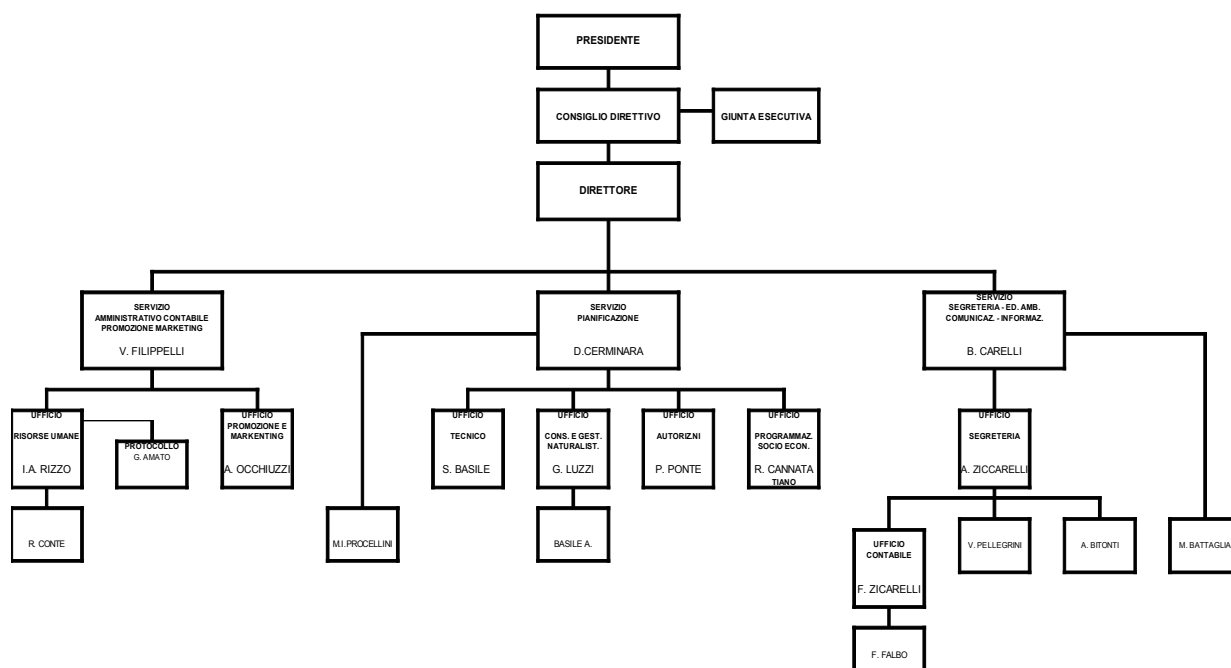 PRESIDENTE
CONSIGLIO DIRETTIVO
GIUNTA ESECUTIVA
DIRETTORE
SERVIZIO
AMMINISTRATIVO CONTABILE
PROMOZIONE MARKETING
V. FILIPPELLI
SERVIZIO
PIANIFICAZIONE
D.CERMINARA
SERVIZIO
SEGRETERIA - ED. AMB.
COMUNICAZ. - INFORMAZ.
B. CARELLI
UFFICIO
RISORSE UMANE
I.A. RIZZO
PROTOCOLLO
G. AMATO
UFFICIO
PROMOZIONE E
MARKENTING
A. OCCHIUZZI
UFFICIO
TECNICO
S. BASILE
UFFICIO
CONS. E GEST.
NATURALIST.
G. LUZZI
UFFICIO
AUTORIZ.NI
P. PONTE
UFFICIO
PROGRAMMAZ.
SOCIO ECON.
R. CANNATA
TIANO
UFFICIO
SEGRETERIA
A. ZICCARELLI
R. CONTE
M.I.PROCELLINI
BASILE A.
UFFICIO
CONTABILE
F. ZICARELLI
V. PELLEGRINI
A. BITONTI
M. BATTAGLIA
F. FALBO